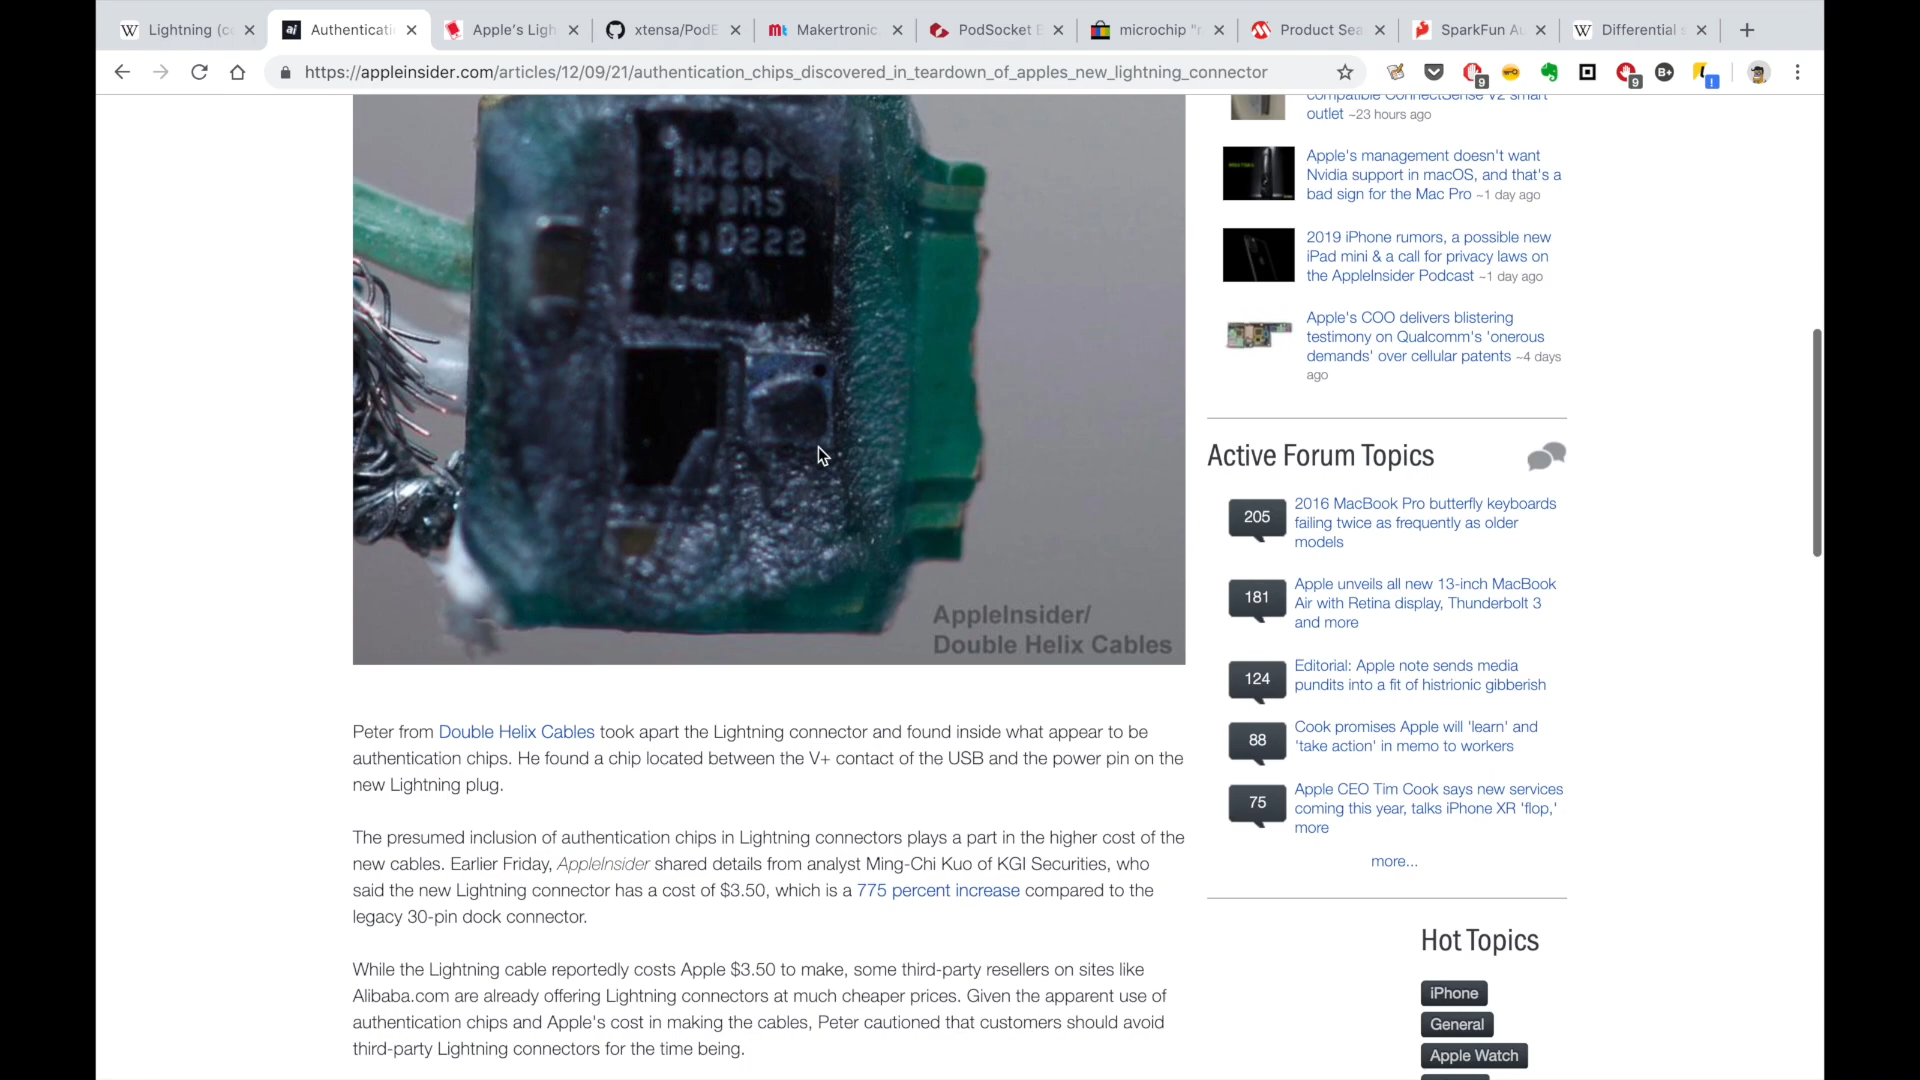 Lightning (co
Authenticatio
Apple's Ligh
xtensa/PodE
Makertronic
PodSocket B
microchip "r
Product Sea
SparkFun Au
Differential s
https://appleinsider.com/articles/12/09/21/authentication_chips_discovered_in_teardown_of_apples_new_lightning_connector
compatible ConnectSense V2 smart
outlet ~23 hours ago
Apple's management doesn't want
Nvidia support in macOS, and that's a
bad sign for the Mac Pro ~1 day ago
2019 iPhone rumors, a possible new
iPad mini & a call for privacy laws on
the AppleInsider Podcast ~1 day ago
Apple's COO delivers blistering
testimony on Qualcomm's 'onerous
demands' over cellular patents ~4 days
ago
AppleInsider/
Double Helix Cables
Active Forum Topics
205
2016 MacBook Pro butterfly keyboards
failing twice as frequently as older
models
181
Apple unveils all new 13-inch MacBook
Air with Retina display, Thunderbolt 3
and more
124
Editorial: Apple note sends media
pundits into a fit of histrionic gibberish
88
Cook promises Apple will 'learn' and
'take action' in memo to workers
75
Apple CEO Tim Cook says new services
coming this year, talks iPhone XR 'flop,'
more
more...
Hot Topics
iPhone
General
Apple Watch
Peter from Double Helix Cables took apart the Lightning connector and found inside what appear to be
authentication chips. He found a chip located between the V+ contact of the USB and the power pin on the
new Lightning plug.
The presumed inclusion of authentication chips in Lightning connectors plays a part in the higher cost of the
new cables. Earlier Friday, AppleInsider shared details from analyst Ming-Chi Kuo of KGI Securities, who
said the new Lightning connector has a cost of $3.50, which is a 775 percent increase compared to the
legacy 30-pin dock connector.
While the Lightning cable reportedly costs Apple $3.50 to make, some third-party resellers on sites like
Alibaba.com are already offering Lightning connectors at much cheaper prices. Given the apparent use of
authentication chips and Apple's cost in making the cables, Peter cautioned that customers should avoid
third-party Lightning connectors for the time being.